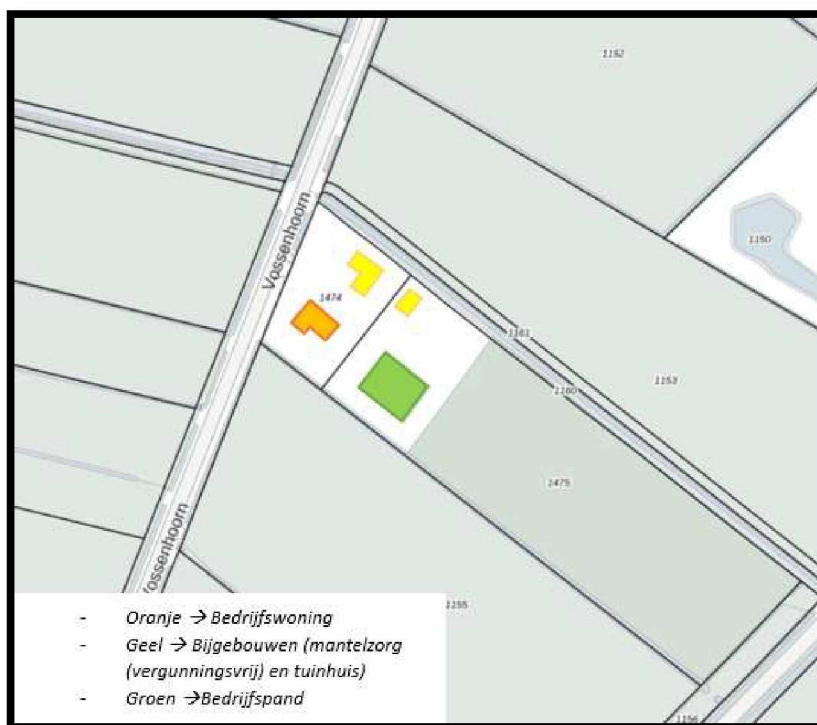 1152
Vossenhoorn
1150
1474
1161
1153
1160
1475
Vossenhoorn
1155
- Oranje → Bedrijfswoning
- Geel → Bijgebouwen (mantelzorg
(vergunningsvrij) en tuinhuis)
- Groen →Bedrijfspand
1156